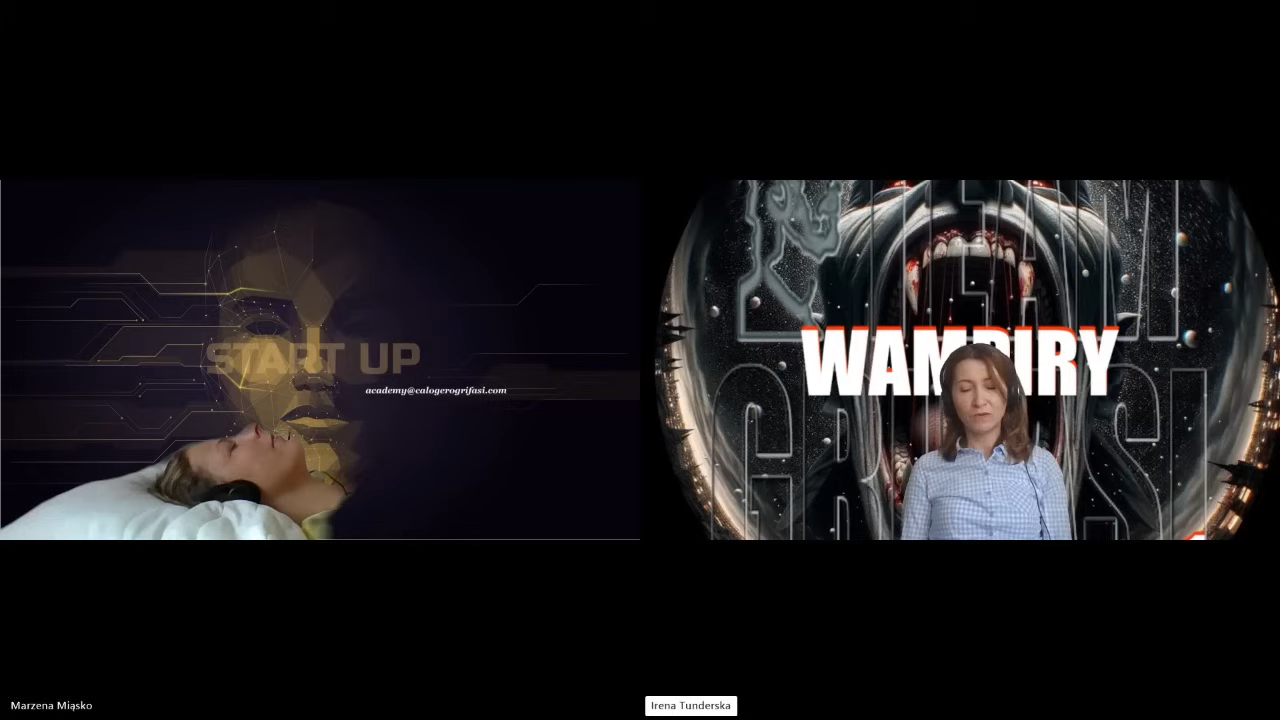 START UP
academy@calogerogrifasi.com
WAMPIRY
Marzena Miąsko
Irena Tunderska